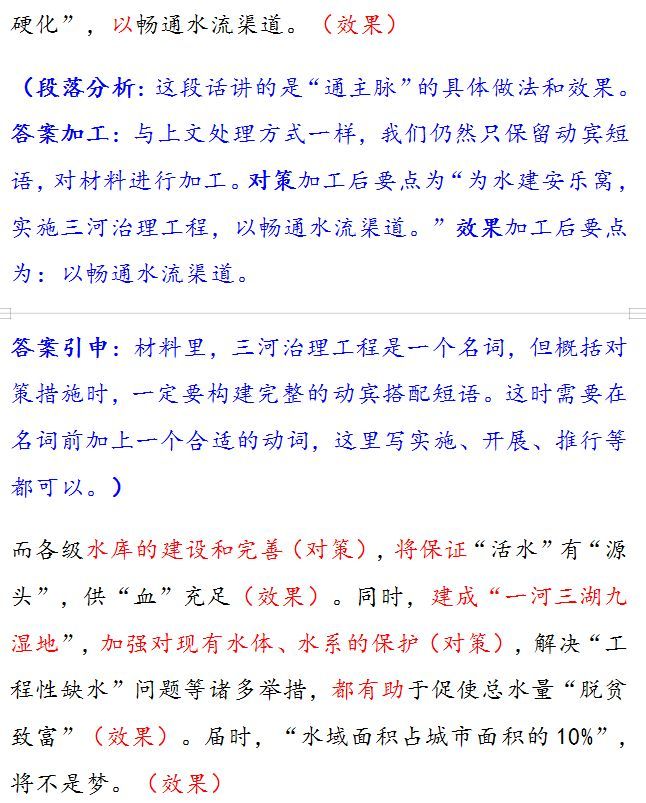 硬化”，以畅通水流渠道。（效果）
（段落分析：这段话讲的是“通主脉”的具体做法和效果。
答案加工：与上文处理方式一样，我们仍然只保留动宾短
语，对材料进行加工。对策加工后要点为“为水建安乐窝，
实施三河治理工程，以畅通水流渠道。”效果加工后要点
为：以畅通水流渠道。
答案引申：材料里，三河治理工程是一个名词，但概括对
策措施时，一定要构建完整的动宾搭配短语。这时需要在
名词前加上一个合适的动词，这里写实施、开展、推行等
都可以。）
而各级水库的建设和完善（对策），将保证“活水”有“源
头”，供“血”充足（效果）。同时，建成“一河三湖九
湿地”，加强对现有水体、水系的保护（对策），解决“工
程性缺水”问题等诸多举措，都有助于促使总水量“脱贫
致富”（效果）。届时，“水域面积占城市面积的10%”，
将不是梦。（效果）